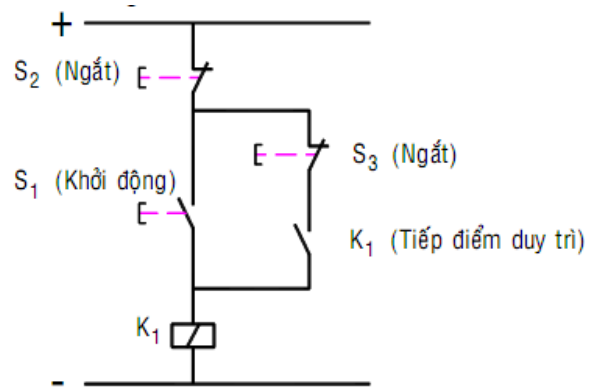 +
S₂ (Ngắt)
S₃ (Ngắt)
S₁ (Khởi động)
K₁ (Tiếp điểm duy trì)
K₁
-